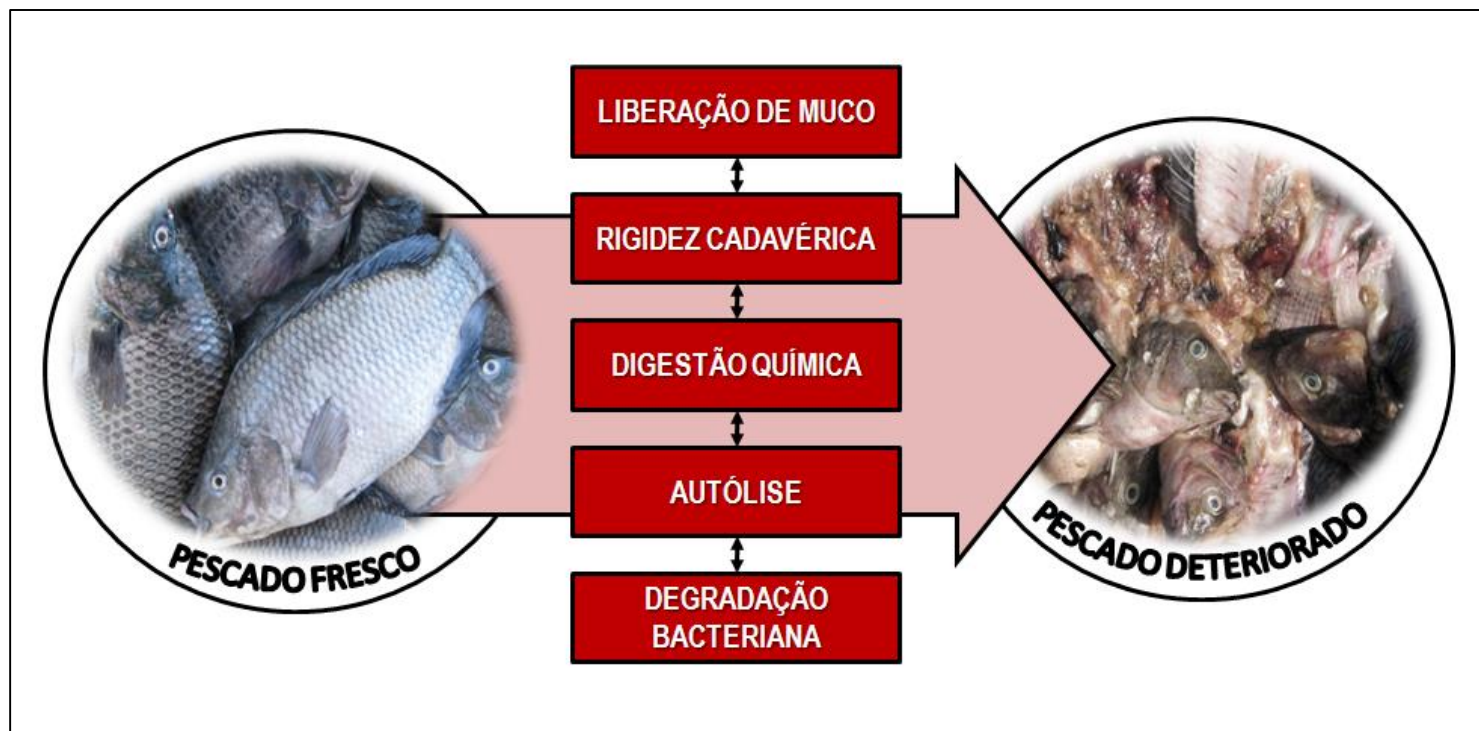 LIBERAÇÃO DE MUCO
RIGIDEZ CADAVÉRICA
DIGESTÃO QUÍMICA
AUTÓLISE
DEGRADAÇÃO
BACTERIANA
PESCADO FRESCO
PESCADO DETERIORADO